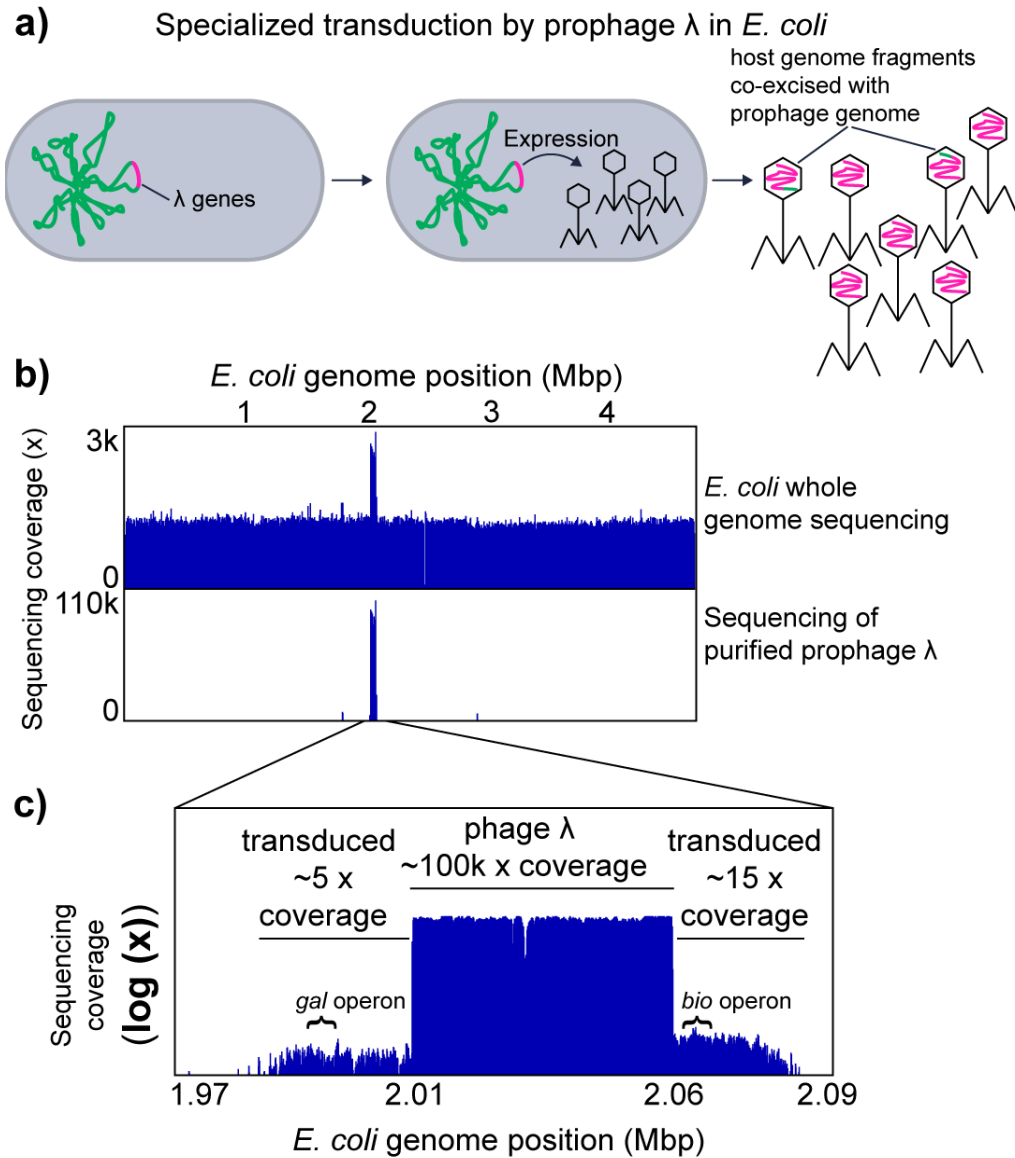 a) Specialized transduction by prophage λ in E. coli
host genome fragments
co-excised with
prophage genome
Expression
λ genes
b)
E. coli genome position (Mbp)
1 2 3 4
Sequencing coverage (x)
3k
0
E. coli whole
genome sequencing
110k
0
Sequencing of
purified prophage λ
c)
transduced
~5 x
coverage
phage λ
~100k x coverage
transduced
~15 x
coverage
Sequencing
coverage
(log (x))
gal operon
bio operon
1.97 2.01 2.06 2.09
E. coli genome position (Mbp)